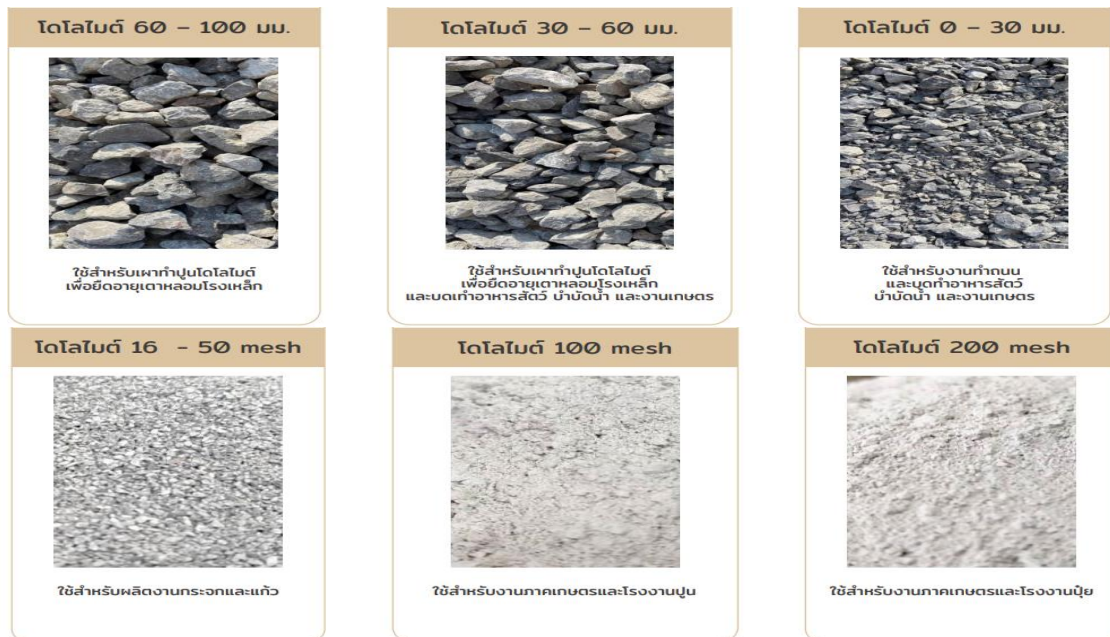 โดโลไมต์ 60 – 100 มม.
โดโลไมต์ 30 – 60 มม.
โดโลไมต์ 0 – 30 มม.
ใช้สำหรับเผาทำปูนโดโลไมต์
เพื่อยืดอายุเตาหลอมโรงเหล็ก
ใช้สำหรับเผาทำปูนโดโลไมต์
เพื่อยืดอายุเตาหลอมโรงเหล็ก
และบดเทำอาหารสัตว์ บำบัดน้ำ และงานเกษตร
ใช้สำหรับงานทำถนน
และบดทำอาหารสัตว์
บำบัดน้ำ และงานเกษตร
โดโลไมต์ 16 - 50 mesh
โดโลไมต์ 100 mesh
โดโลไมต์ 200 mesh
ใช้สำหรับผลิตงานกระจกและแก้ว
ใช้สำหรับงานภาคเกษตรและโรงงานปูน
ใช้สำหรับงานภาคเกษตรและโรงงานปุ๋ย